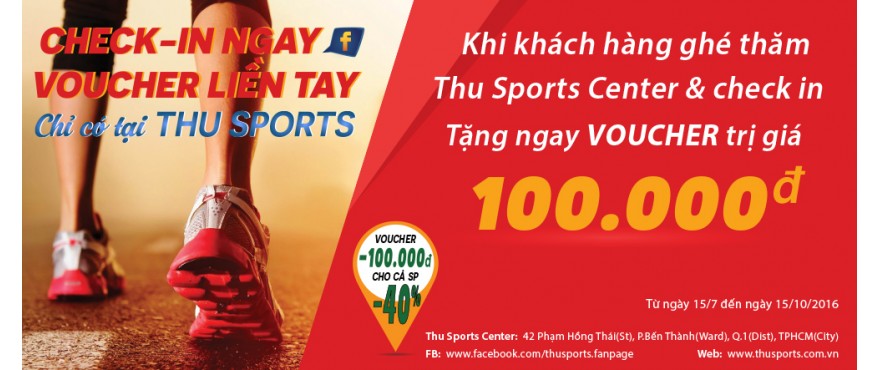 CHECK-IN NGAY f
VOUCHER LIỀN TAY
Chỉ có tại THU SPORTS
Khi khách hàng ghé thăm
Thu Sports Center & check in
Tặng ngay VOUCHER trị giá
100.000đ
VOUCHER
-100.000đ
CHO CẢ SP
-40%
Từ ngày 15/7 đến ngày 15/10/2016
Thu Sports Center: 42 Phạm Hồng Thái(St), P.Bến Thành(Ward), Q.1(Dist), TPHCM(City)
FB: www.facebook.com/thusports.fanpage Web: www.thusports.com.vn